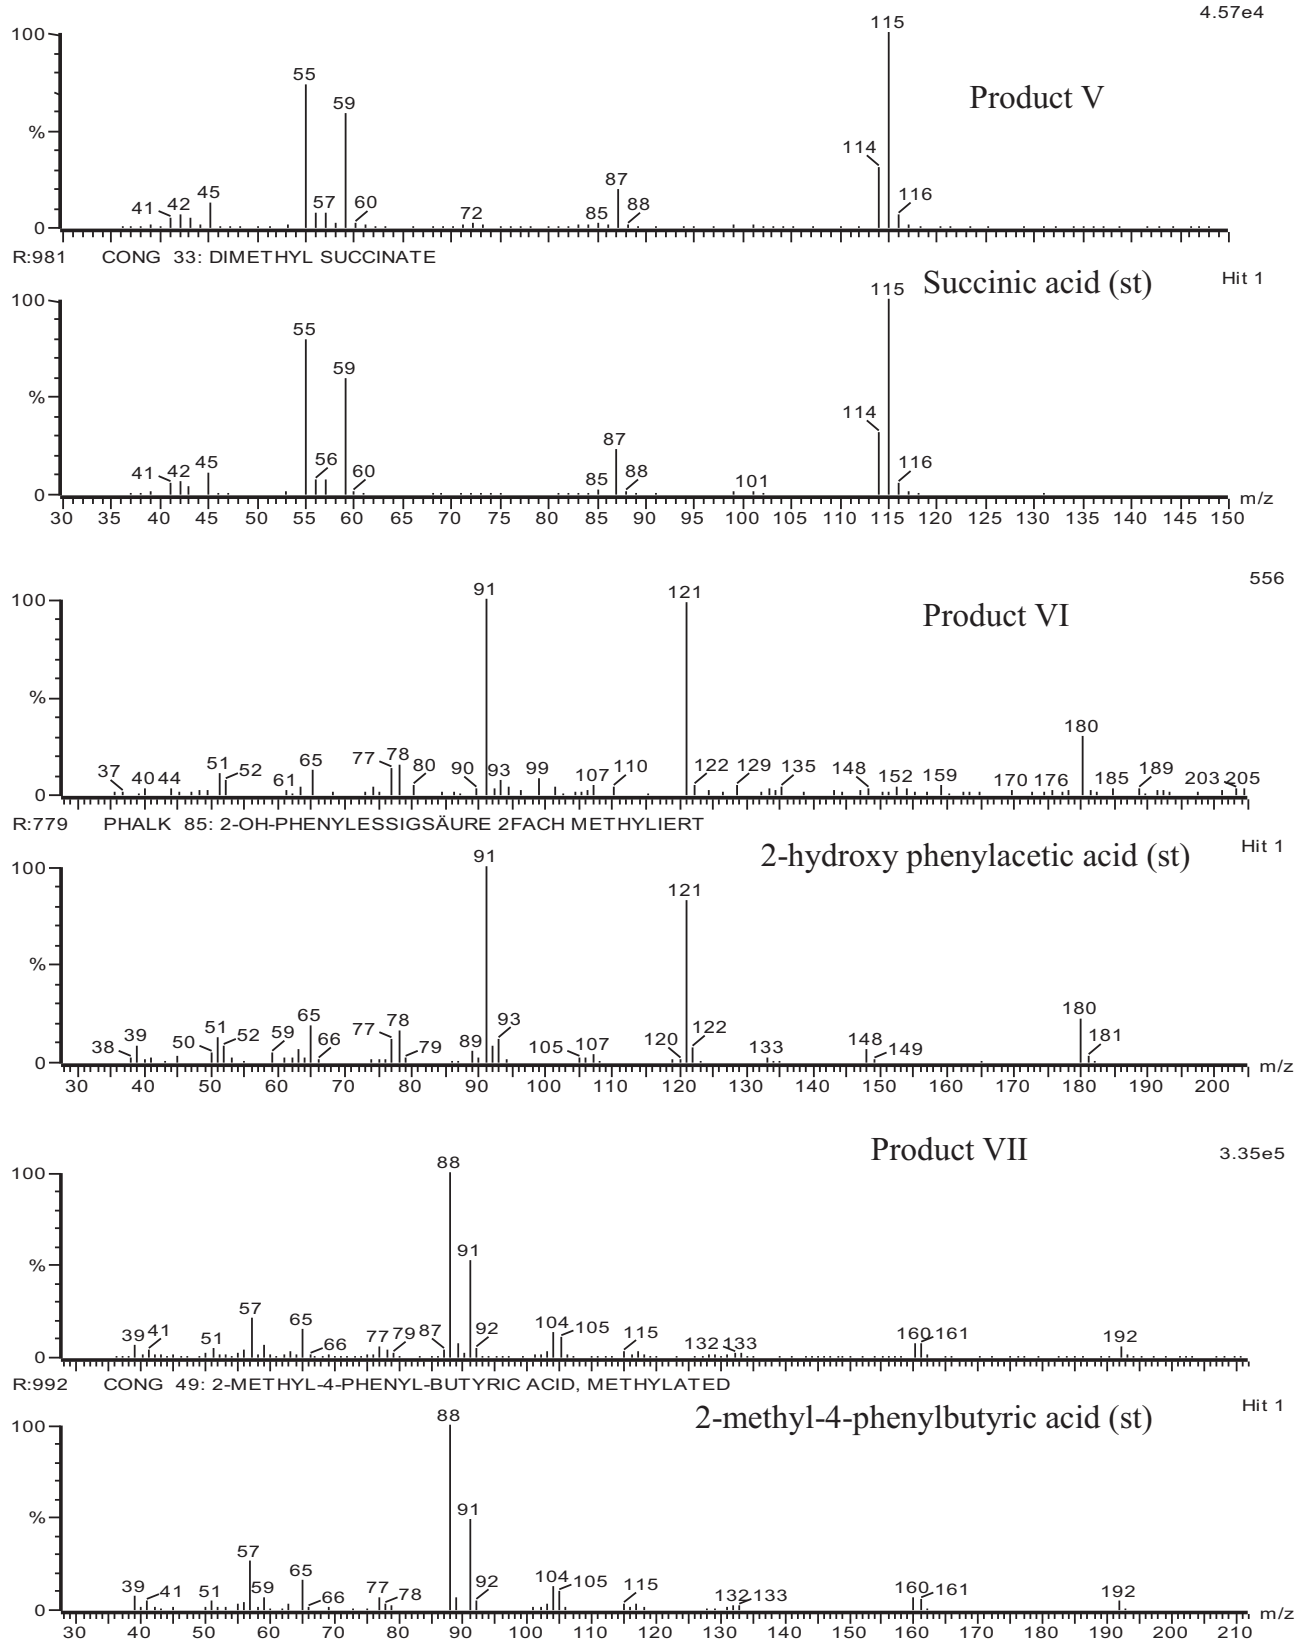 4.57e4
100
115
Product V
55
59
%
114
87
45
41 42 57 60 72 85 88 116
0
R:981 CONG 33: DIMETHYL SUCCINATE
Succinic acid (st)
Hit 1
100
115
55
59
%
114
87
41 42 45 56 60 85 88 101 116
0
30 35 40 45 50 55 60 65 70 75 80 85 90 95 100 105 110 115 120 125 130 135 140 145 150 m/z
556
100
91
121
Product VI
%
180
37 40 44 51 52 61 65 77 78 80 90 93 99 107 110 122 129 135 148 152 159 170 176 185 189 203 205
0
R:779 PHALK 85: 2-OH-PHENYLESSIGSÄURE 2FACH METHYLIERT
2-hydroxy phenylacetic acid (st)
Hit 1
100
91
121
%
180
38 39 50 51 52 59 65 66 77 78 79 89 93 105 107 120 122 133 148 149 181
0
30 40 50 60 70 80 90 100 110 120 130 140 150 160 170 180 190 200 m/z
Product VII
3.35e5
100
88
91
%
57
39 41 51 65 66 77 79 87 92 104 105 115 132 133 160 161 192
0
R:992 CONG 49: 2-METHYL-4-PHENYL-BUTYRIC ACID, METHYLATED
2-methyl-4-phenylbutyric acid (st)
Hit 1
100
88
91
%
57
39 41 51 59 65 66 77 78 92 104 105 115 132 133 160 161 192
0
30 40 50 60 70 80 90 100 110 120 130 140 150 160 170 180 190 200 210 m/z